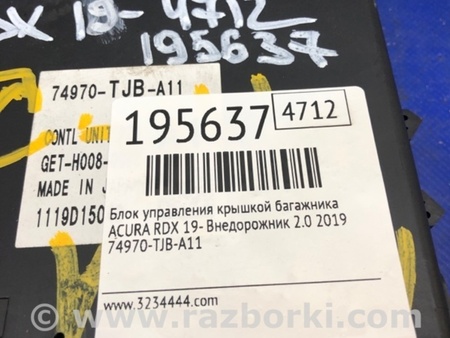 DX 19- 4712
195637
74970-TJB-A11
CONTL UNIT
GET-H008-
MADE IN J
1119D150
195637 4712
Блок управления крышкой багажника
ACURA RDX 19- Внедорожник 2.0 2019
74970-TJB-A11
www.3234444.com
www.razborki.com